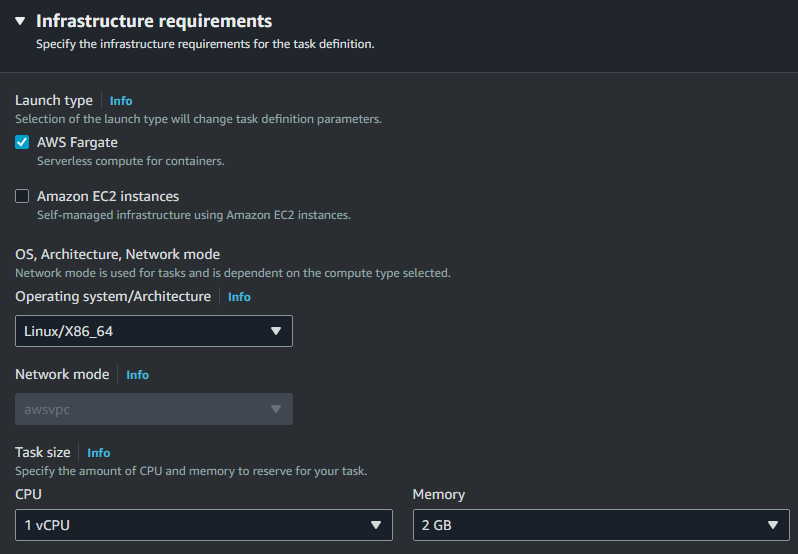 Infrastructure requirements
Specify the infrastructure requirements for the task definition.
Launch type Info
Selection of the launch type will change task definition parameters.
AWS Fargate
Serverless compute for containers.
Amazon EC2 instances
Self-managed infrastructure using Amazon EC2 instances.
OS, Architecture, Network mode
Network mode is used for tasks and is dependent on the compute type selected.
Operating system/Architecture Info
Linux/X86_64
Network mode Info
awsvpc
Task size Info
Specify the amount of CPU and memory to reserve for your task.
CPU Memory
1 vCPU 2 GB